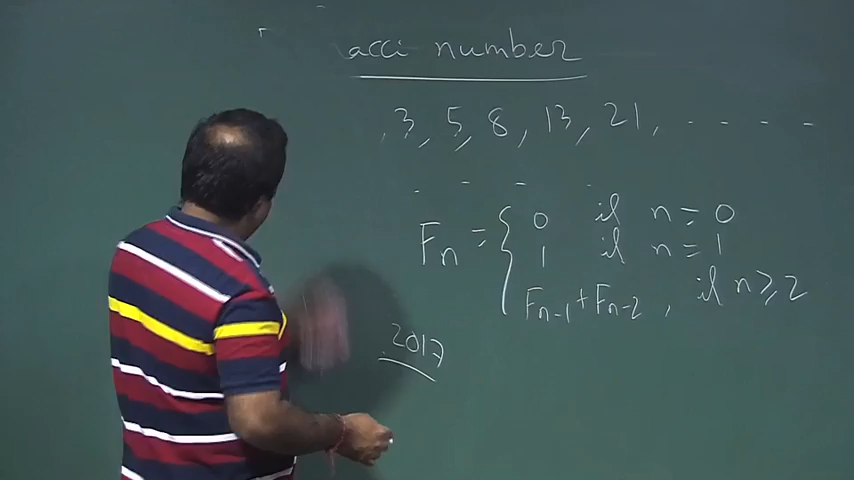 acci number
, 3, 5, 8, 13, 21, - - - -
Fn = { 0 if n = 0
1 if n = 1
Fn-1 + Fn-2, if n ≥ 2
2017